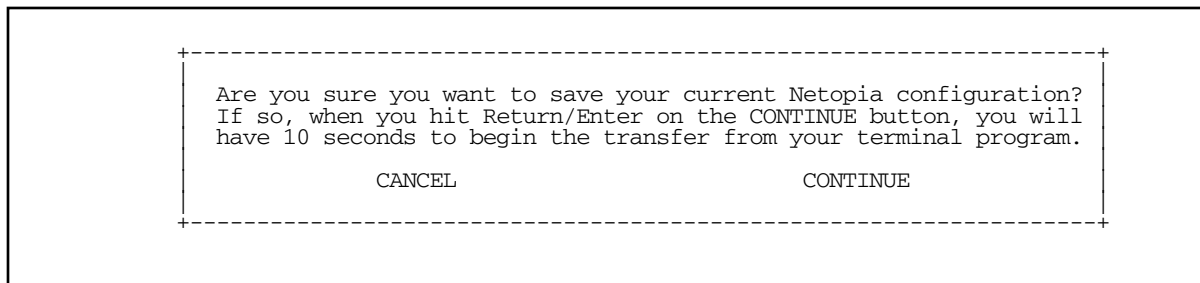 Are you sure you want to save your current Netopia configuration?
If so, when you hit Return/Enter on the CONTINUE button, you will
have 10 seconds to begin the transfer from your terminal program.
CANCEL CONTINUE